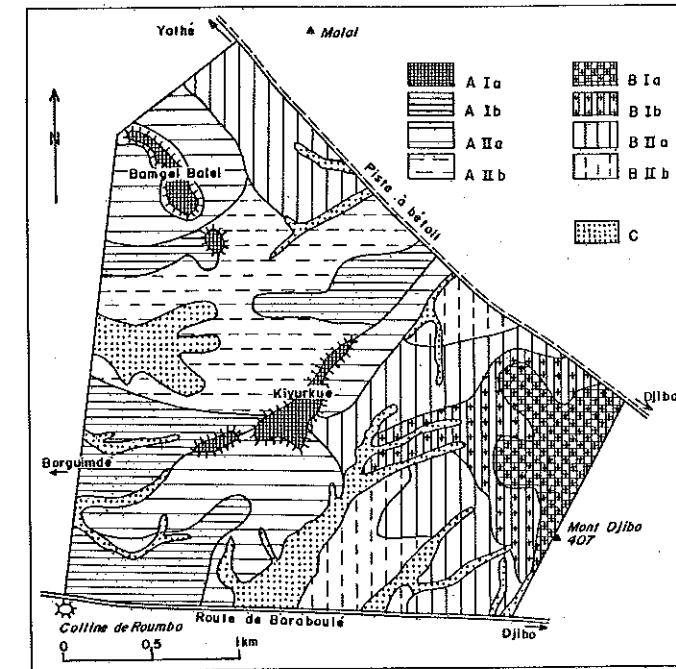 Yathé
Malal
N
A Ia
A Ib
A IIa
A IIb
B Ia
B Ib
B IIa
B IIb
C
Bamgel Balel
Piste à bétail
Kiyurkue
Djibo
Borguindé
Mont Djibo
407
Route de Baraboulé
Djibo
Colline de Roumba
0 0,5 1km